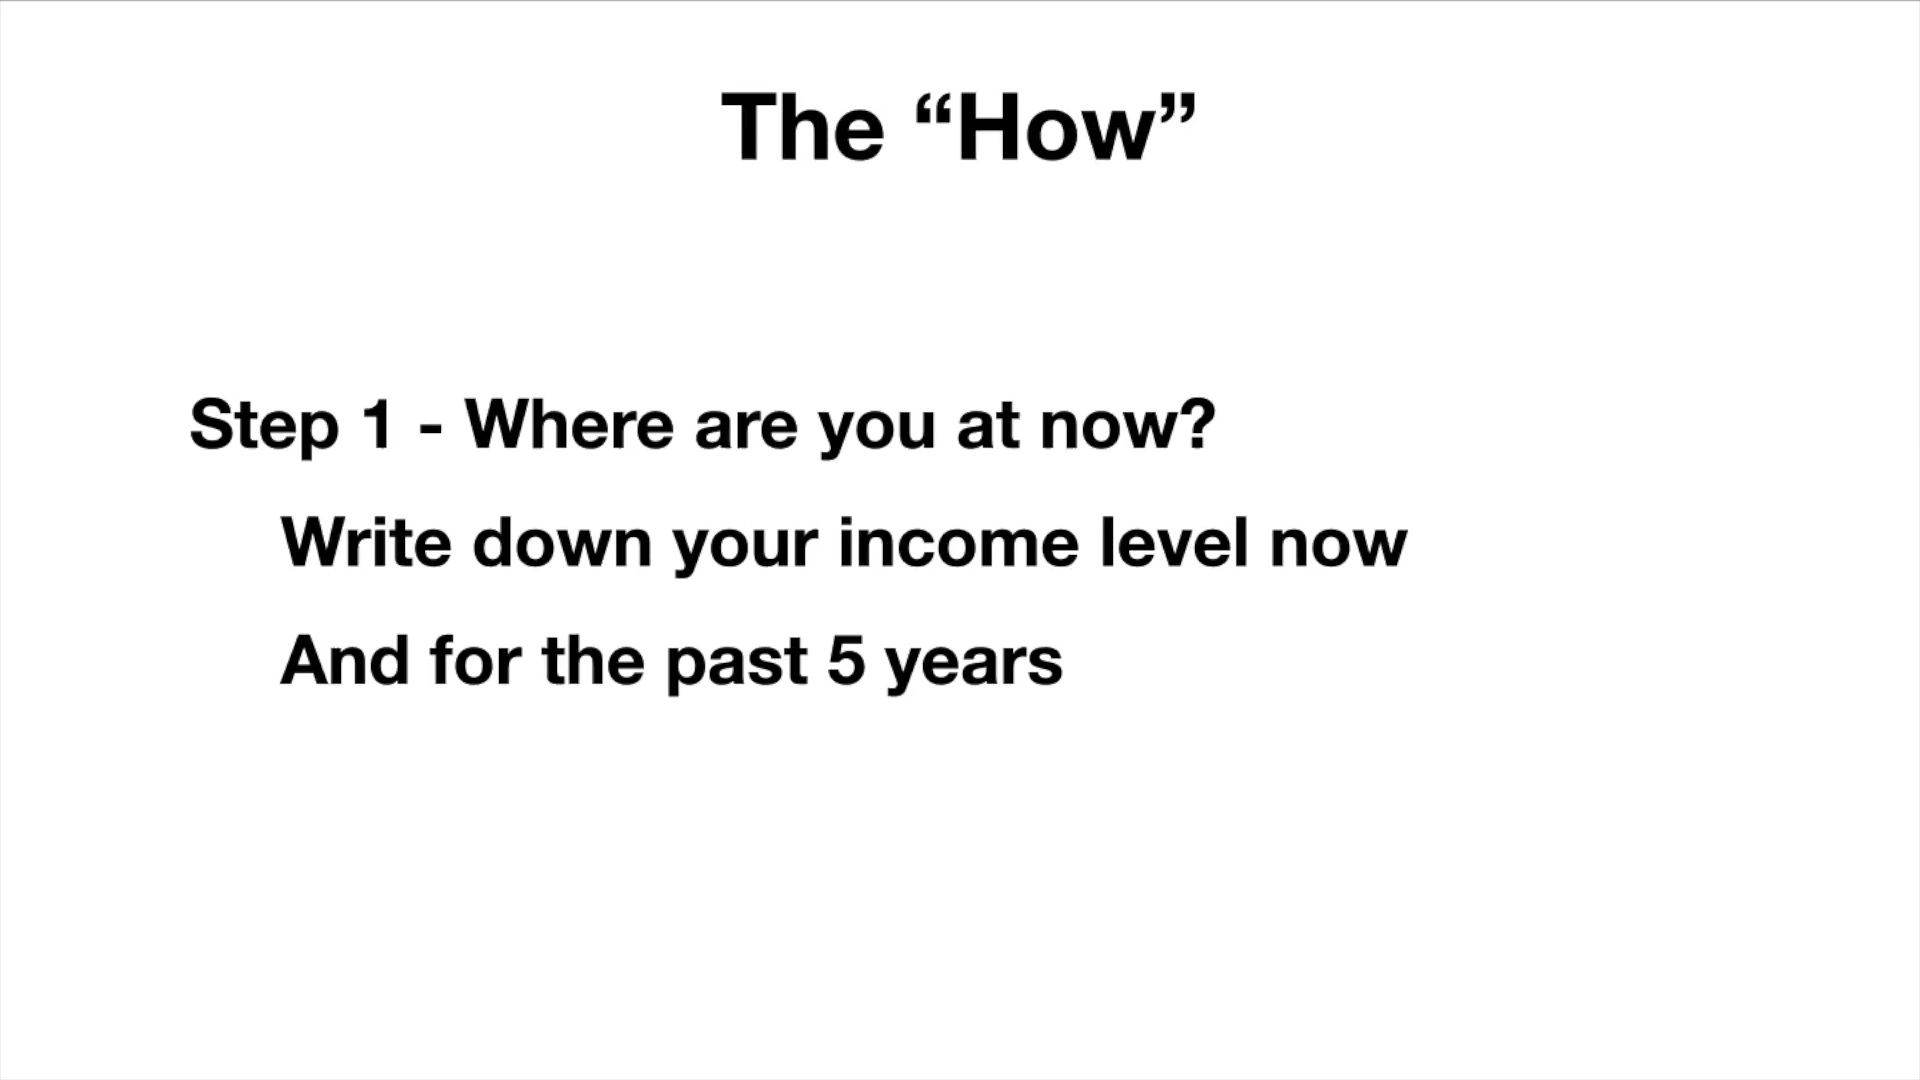 The “How”
Step 1 - Where are you at now?
Write down your income level now
And for the past 5 years